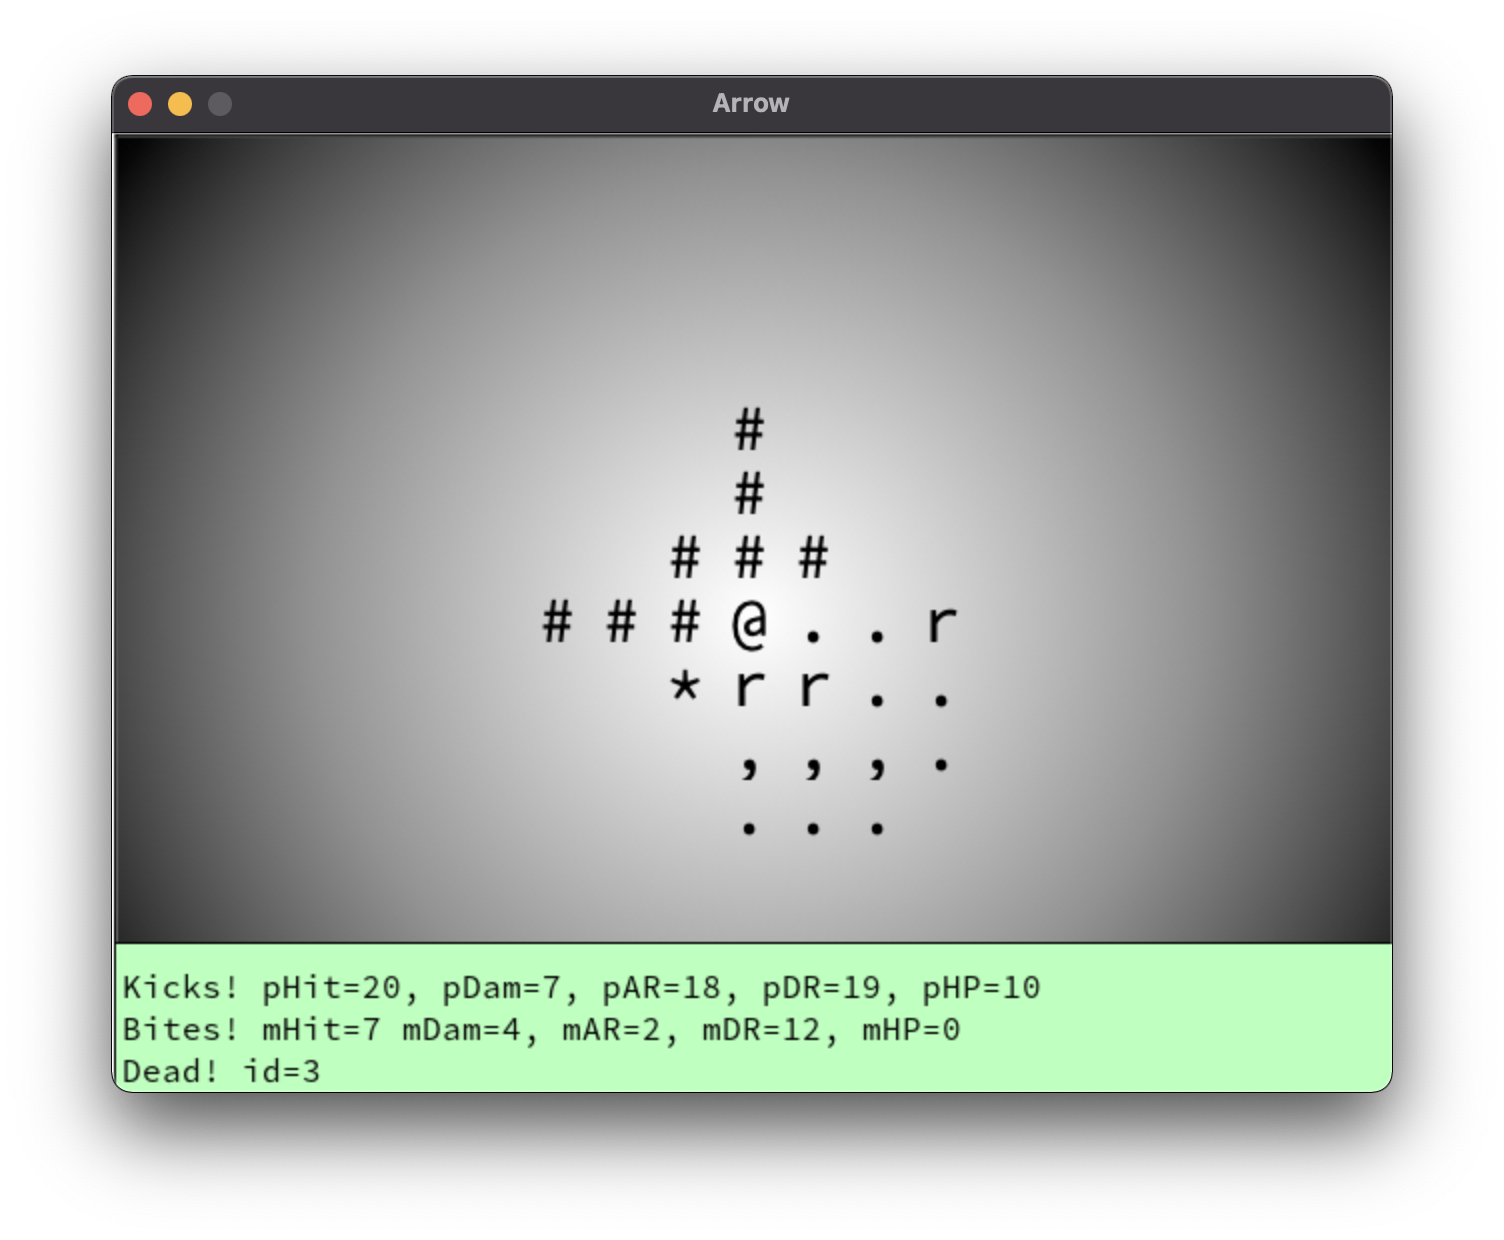 Arrow
#
#
# # #
# # # @ . . r
* r r . .
, , , .
. . .
Kicks! pHit=20, pDam=7, pAR=18, pDR=19, pHP=10
Bites! mHit=7 mDam=4, mAR=2, mDR=12, mHP=0
Dead! id=3